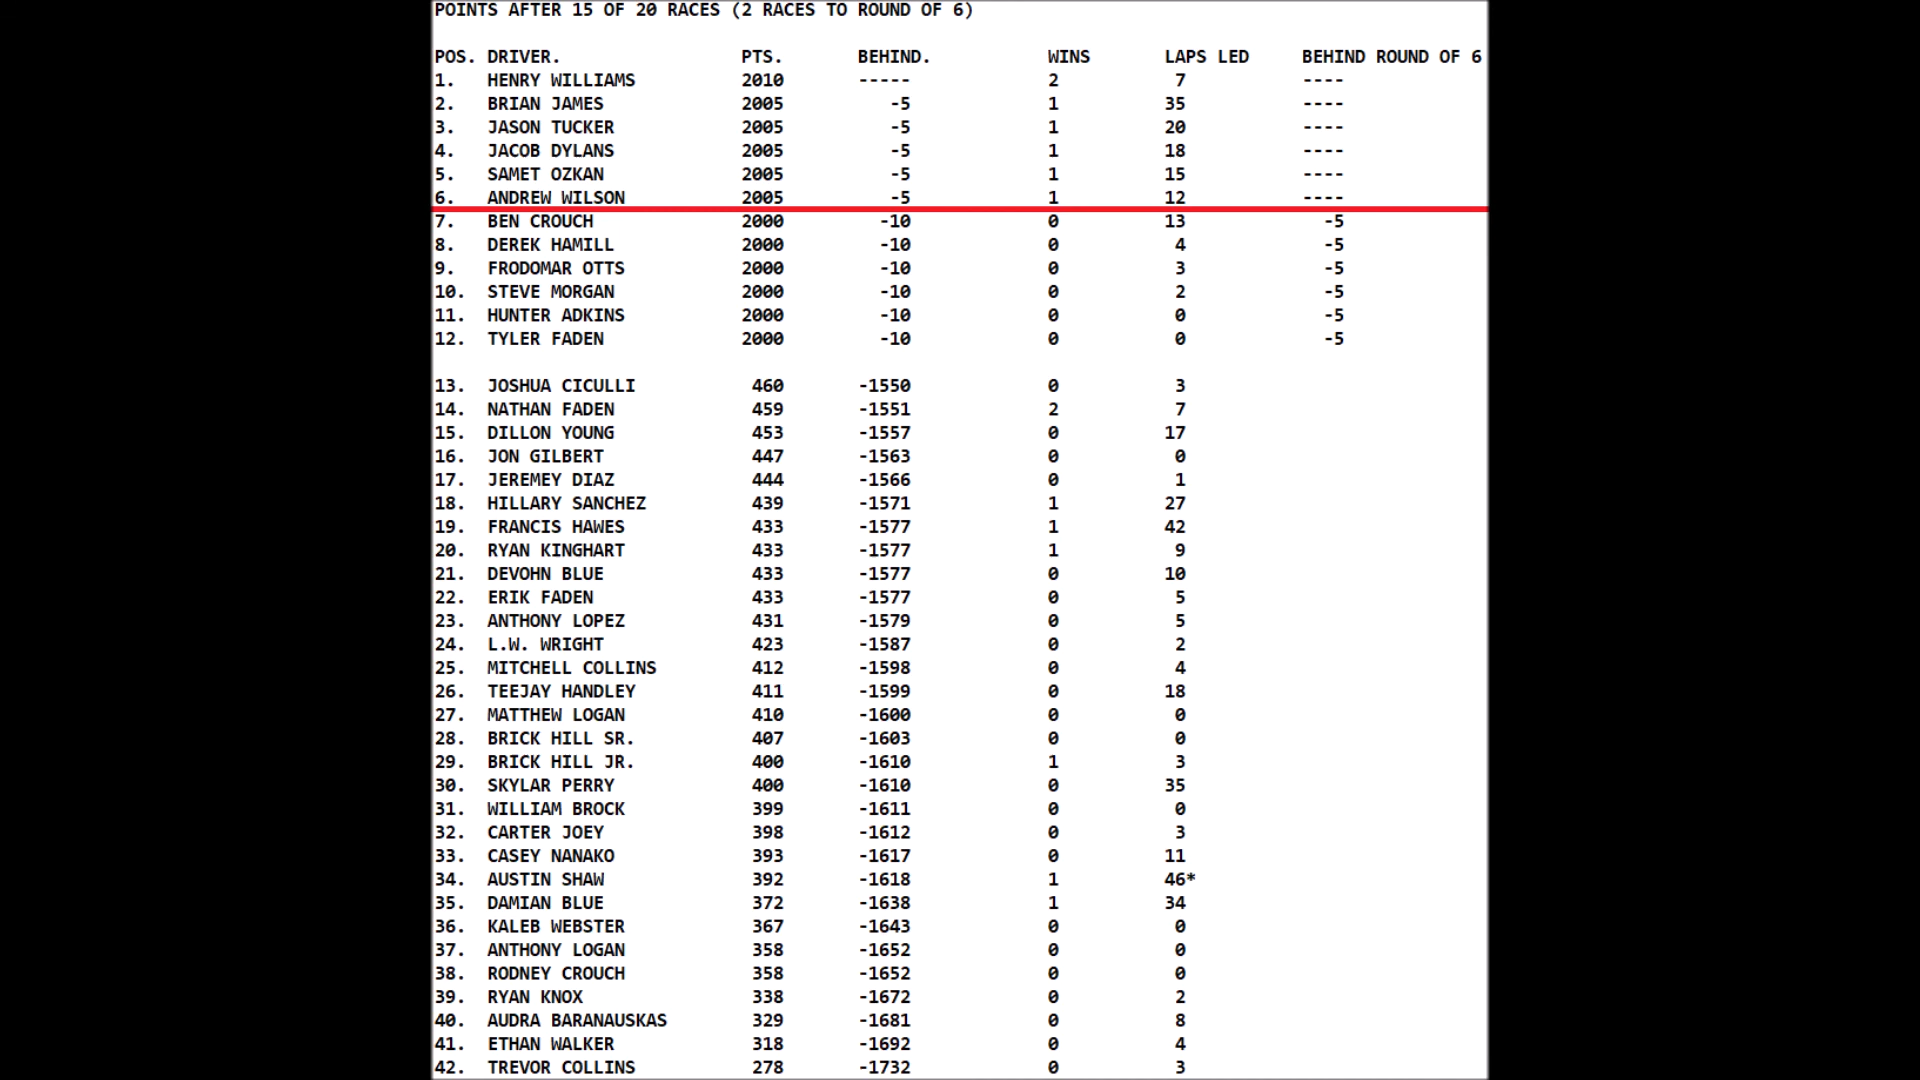 POINTS AFTER 15 OF 20 RACES (2 RACES TO ROUND OF 6)
POS. DRIVER. PTS. BEHIND. WINS LAPS LED BEHIND ROUND OF 6
1. HENRY WILLIAMS 2010 ----- 2 7 ----
2. BRIAN JAMES 2005 -5 1 35 ----
3. JASON TUCKER 2005 -5 1 20 ----
4. JACOB DYLANS 2005 -5 1 18 ----
5. SAMET OZKAN 2005 -5 1 15 ----
6. ANDREW WILSON 2005 -5 1 12 ----
7. BEN CROUCH 2000 -10 0 13 -5
8. DEREK HAMILL 2000 -10 0 4 -5
9. FRODOMAR OTTS 2000 -10 0 3 -5
10. STEVE MORGAN 2000 -10 0 2 -5
11. HUNTER ADKINS 2000 -10 0 0 -5
12. TYLER FADEN 2000 -10 0 0 -5
13. JOSHUA CICULLI 460 -1550 0 3
14. NATHAN FADEN 459 -1551 2 7
15. DILLON YOUNG 453 -1557 0 17
16. JON GILBERT 447 -1563 0 0
17. JEREMEY DIAZ 444 -1566 0 1
18. HILLARY SANCHEZ 439 -1571 1 27
19. FRANCIS HAWES 433 -1577 1 42
20. RYAN KINGHART 433 -1577 1 9
21. DEVOHN BLUE 433 -1577 0 10
22. ERIK FADEN 433 -1577 0 5
23. ANTHONY LOPEZ 431 -1579 0 5
24. L.W. WRIGHT 423 -1587 0 2
25. MITCHELL COLLINS 412 -1598 0 4
26. TEEJAY HANDLEY 411 -1599 0 18
27. MATTHEW LOGAN 410 -1600 0 0
28. BRICK HILL SR. 407 -1603 0 0
29. BRICK HILL JR. 400 -1610 1 3
30. SKYLAR PERRY 400 -1610 0 35
31. WILLIAM BROCK 399 -1611 0 0
32. CARTER JOEY 398 -1612 0 3
33. CASEY NANAKO 393 -1617 0 11
34. AUSTIN SHAW 392 -1618 1 46*
35. DAMIAN BLUE 372 -1638 1 34
36. KALEB WEBSTER 367 -1643 0 0
37. ANTHONY LOGAN 358 -1652 0 0
38. RODNEY CROUCH 358 -1652 0 0
39. RYAN KNOX 338 -1672 0 2
40. AUDRA BARANAUSKAS 329 -1681 0 8
41. ETHAN WALKER 318 -1692 0 4
42. TREVOR COLLINS 278 -1732 0 3